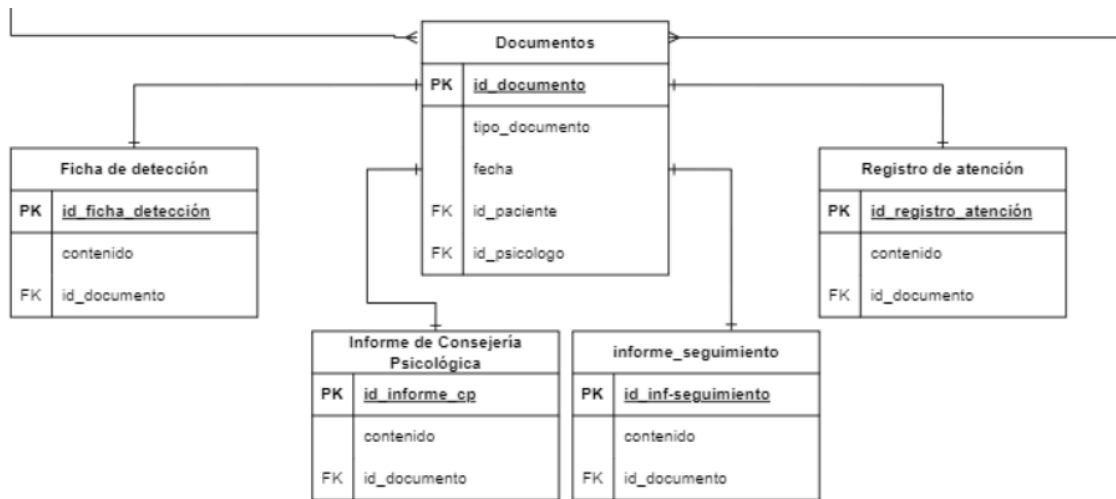 Documentos
PK id_documento
tipo_documento
fecha
FK id_paciente
FK id_psicologo
Ficha de detección
PK id_ficha_detección
contenido
FK id_documento
Registro de atención
PK id_registro_atención
contenido
FK id_documento
Informe de Consejería
Psicológica
PK id_informe_cp
contenido
FK id_documento
informe_seguimiento
PK id_inf-seguimiento
contenido
FK id_documento